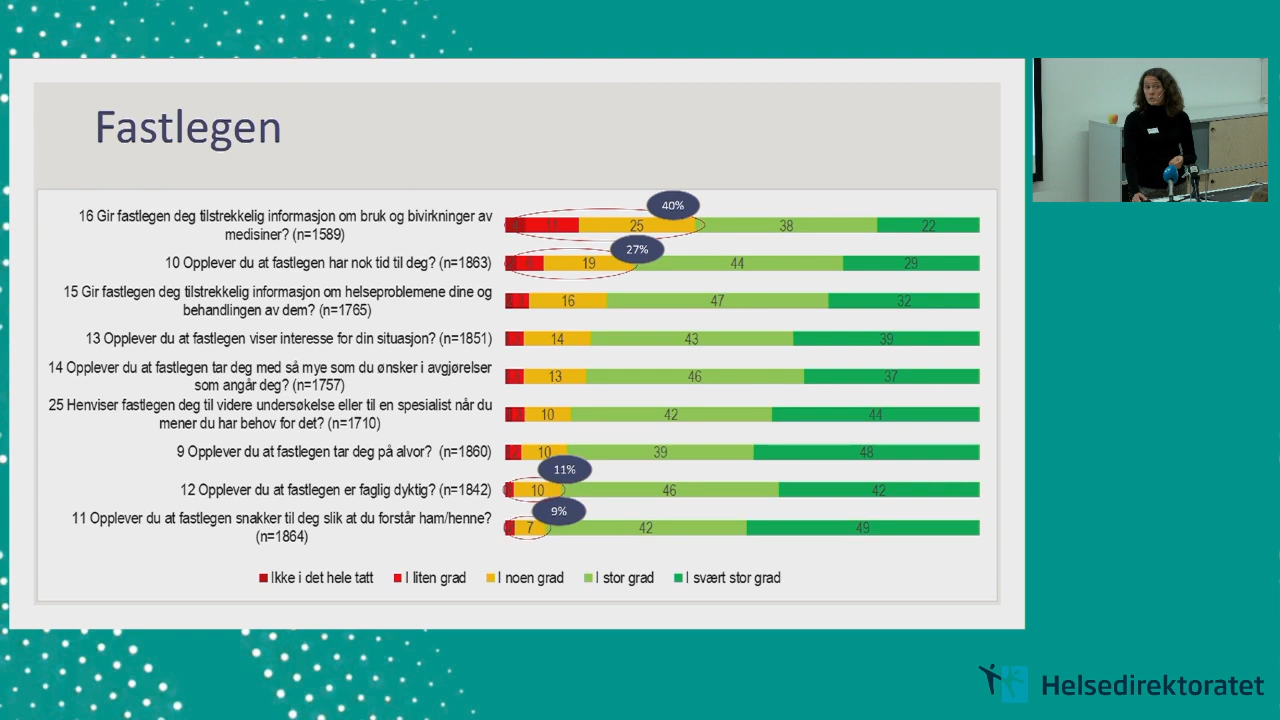 Fastlegen
16 Gir fastlegen deg tilstrekkelig informasjon om bruk og bivirkninger av
medisiner? (n=1589)
11 25 38 22
40%
10 Opplever du at fastlegen har nok tid til deg? (n=1863)
19 44 29
27%
15 Gir fastlegen deg tilstrekkelig informasjon om helseproblemene dine og
behandlingen av dem? (n=1765)
16 47 32
13 Opplever du at fastlegen viser interesse for din situasjon? (n=1851)
14 43 39
14 Opplever du at fastlegen tar deg med så mye som du ønsker i avgjørelser
som angår deg? (n=1757)
13 46 37
25 Henviser fastlegen deg til videre undersøkelse eller til en spesialist når du
mener du har behov for det? (n=1710)
10 42 44
9 Opplever du at fastlegen tar deg på alvor? (n=1860)
10 39 48
12 Opplever du at fastlegen er faglig dyktig? (n=1842)
10 46 42
11%
11 Opplever du at fastlegen snakker til deg slik at du forstår ham/henne?
(n=1864)
7 42 49
9%
Ikke i det hele tatt I liten grad I noen grad I stor grad I svært stor grad
Helsedirektoratet